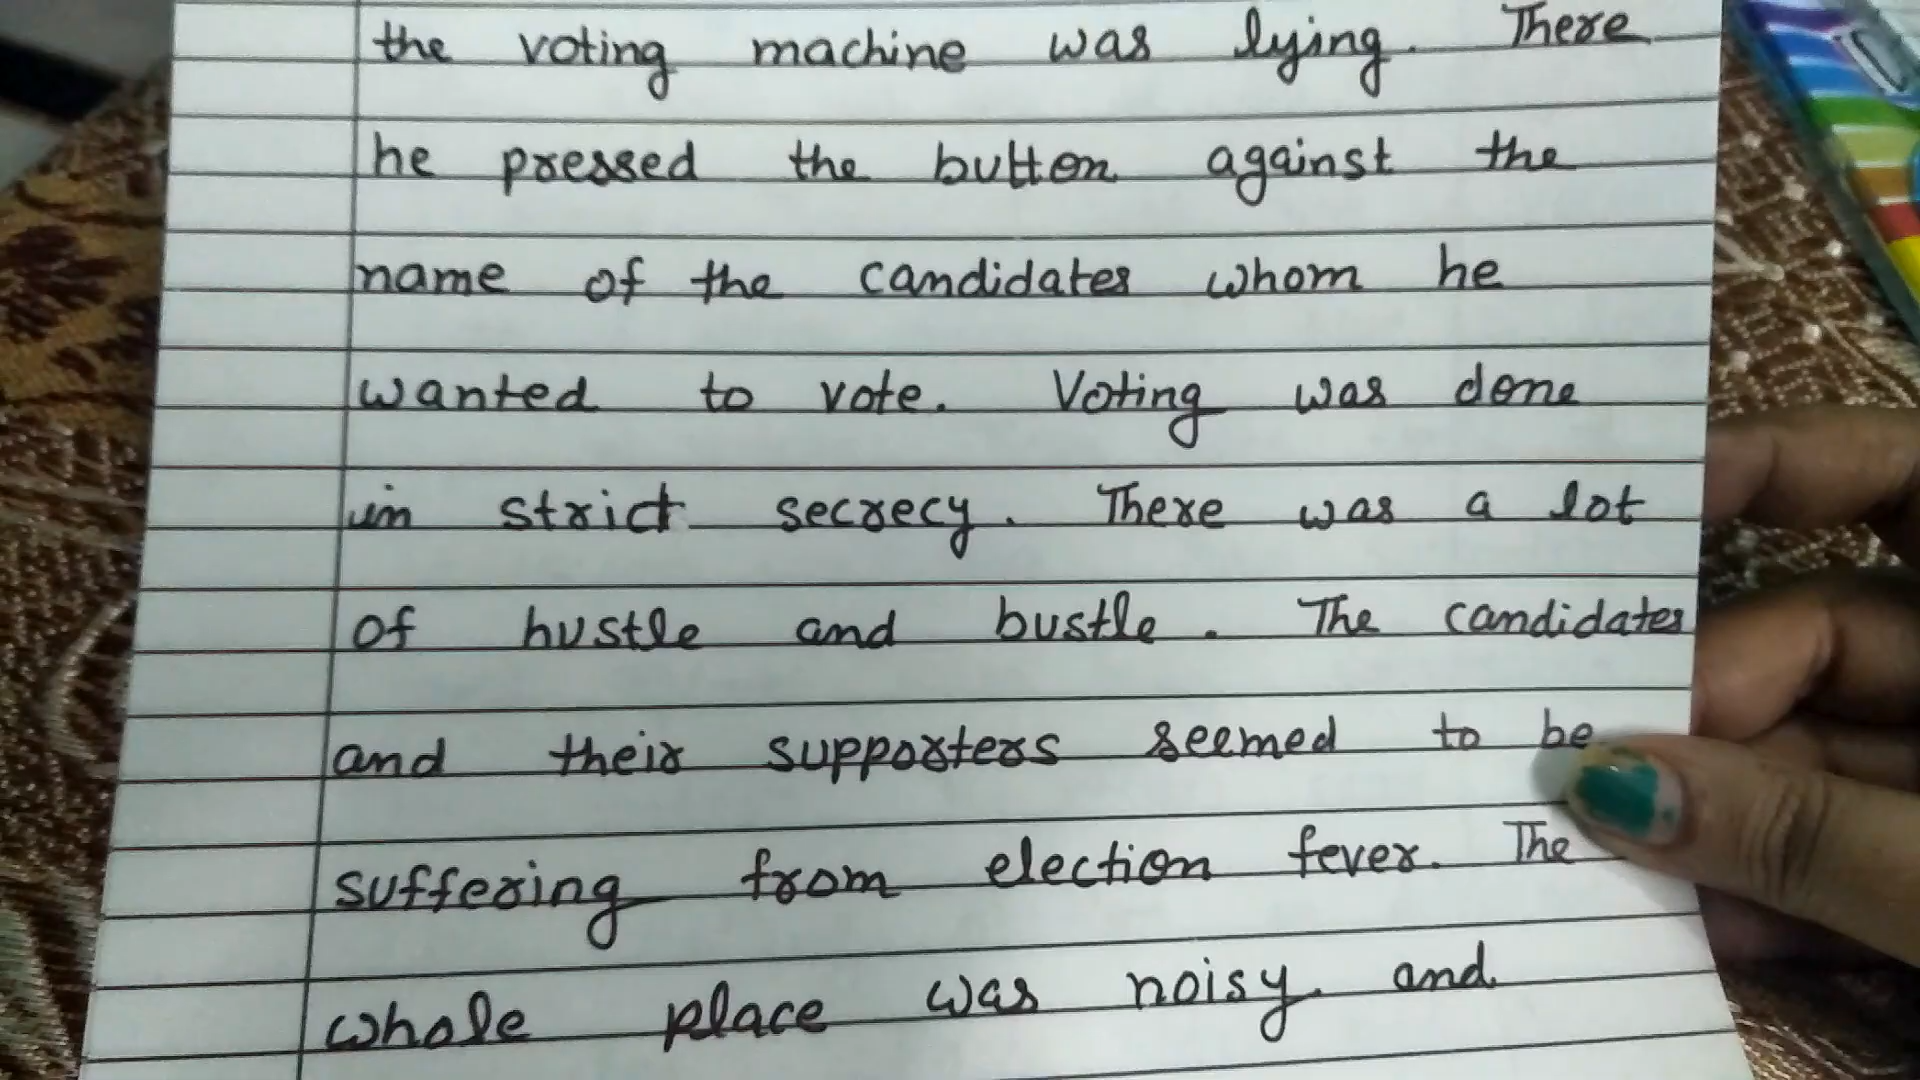 the voting machine was lying. There
he pressed the button against the
name of the candidates whom he
wanted to vote. Voting was done
in strict secrecy. There was a lot
of hustle and bustle. The candidates
and their supporters seemed to be
suffering from election fever. The
whole place was noisy. and